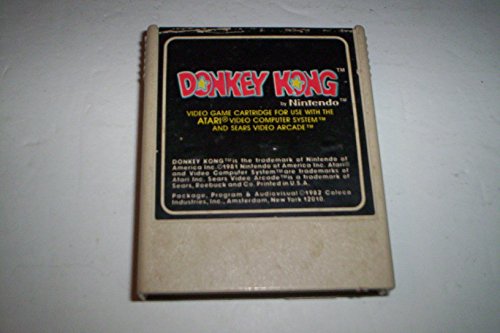 DONKEY KONG™
by Nintendo™
VIDEO GAME CARTRIDGE FOR USE WITH THE
ATARI® VIDEO COMPUTER SYSTEM™
AND SEARS VIDEO ARCADE™
DONKEY KONG™ is the trademark of Nintendo of
America Inc. ©1981 Nintendo of America Inc. Atari®
and Video Computer System™ are trademarks of
Atari Inc. Sears Video Arcade™ is a trademark of
Sears, Roebuck and Co. Printed in U.S.A.
Package, Program & Audiovisual ©1982 Coleco
Industries, Inc., Amsterdam, New York 12010.